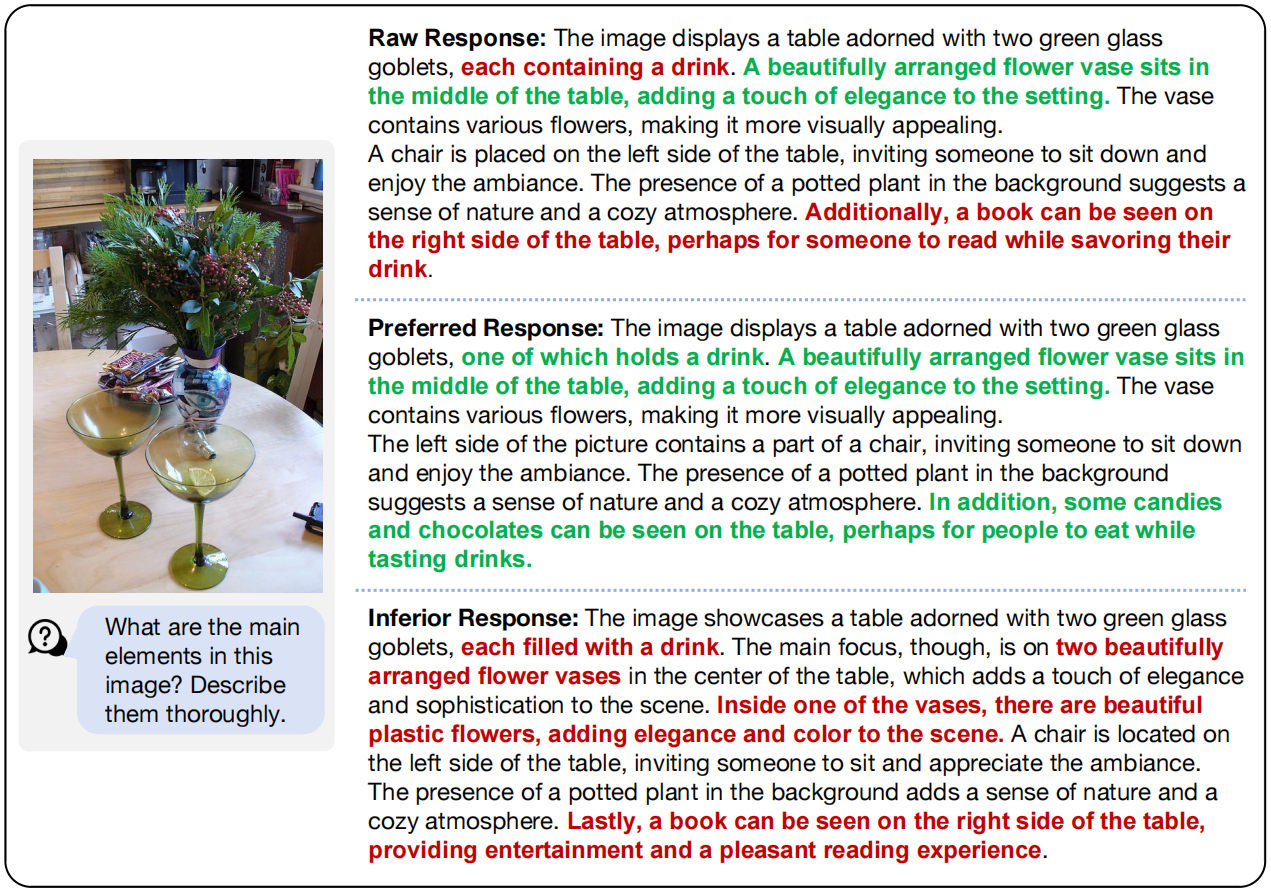 Raw Response: The image displays a table adorned with two green glass
goblets, each containing a drink. A beautifully arranged flower vase sits in
the middle of the table, adding a touch of elegance to the setting. The vase
contains various flowers, making it more visually appealing.
A chair is placed on the left side of the table, inviting someone to sit down and
enjoy the ambiance. The presence of a potted plant in the background suggests a
sense of nature and a cozy atmosphere. Additionally, a book can be seen on
the right side of the table, perhaps for someone to read while savoring their
drink.
Preferred Response: The image displays a table adorned with two green glass
goblets, one of which holds a drink. A beautifully arranged flower vase sits in
the middle of the table, adding a touch of elegance to the setting. The vase
contains various flowers, making it more visually appealing.
The left side of the picture contains a part of a chair, inviting someone to sit down
and enjoy the ambiance. The presence of a potted plant in the background
suggests a sense of nature and a cozy atmosphere. In addition, some candies
and chocolates can be seen on the table, perhaps for people to eat while
tasting drinks.
Inferior Response: The image showcases a table adorned with two green glass
goblets, each filled with a drink. The main focus, though, is on two beautifully
arranged flower vases in the center of the table, which adds a touch of elegance
and sophistication to the scene. Inside one of the vases, there are beautiful
plastic flowers, adding elegance and color to the scene. A chair is located on
the left side of the table, inviting someone to sit and appreciate the ambiance.
The presence of a potted plant in the background adds a sense of nature and a
cozy atmosphere. Lastly, a book can be seen on the right side of the table,
providing entertainment and a pleasant reading experience.
?
What are the main
elements in this
image? Describe
them thoroughly.